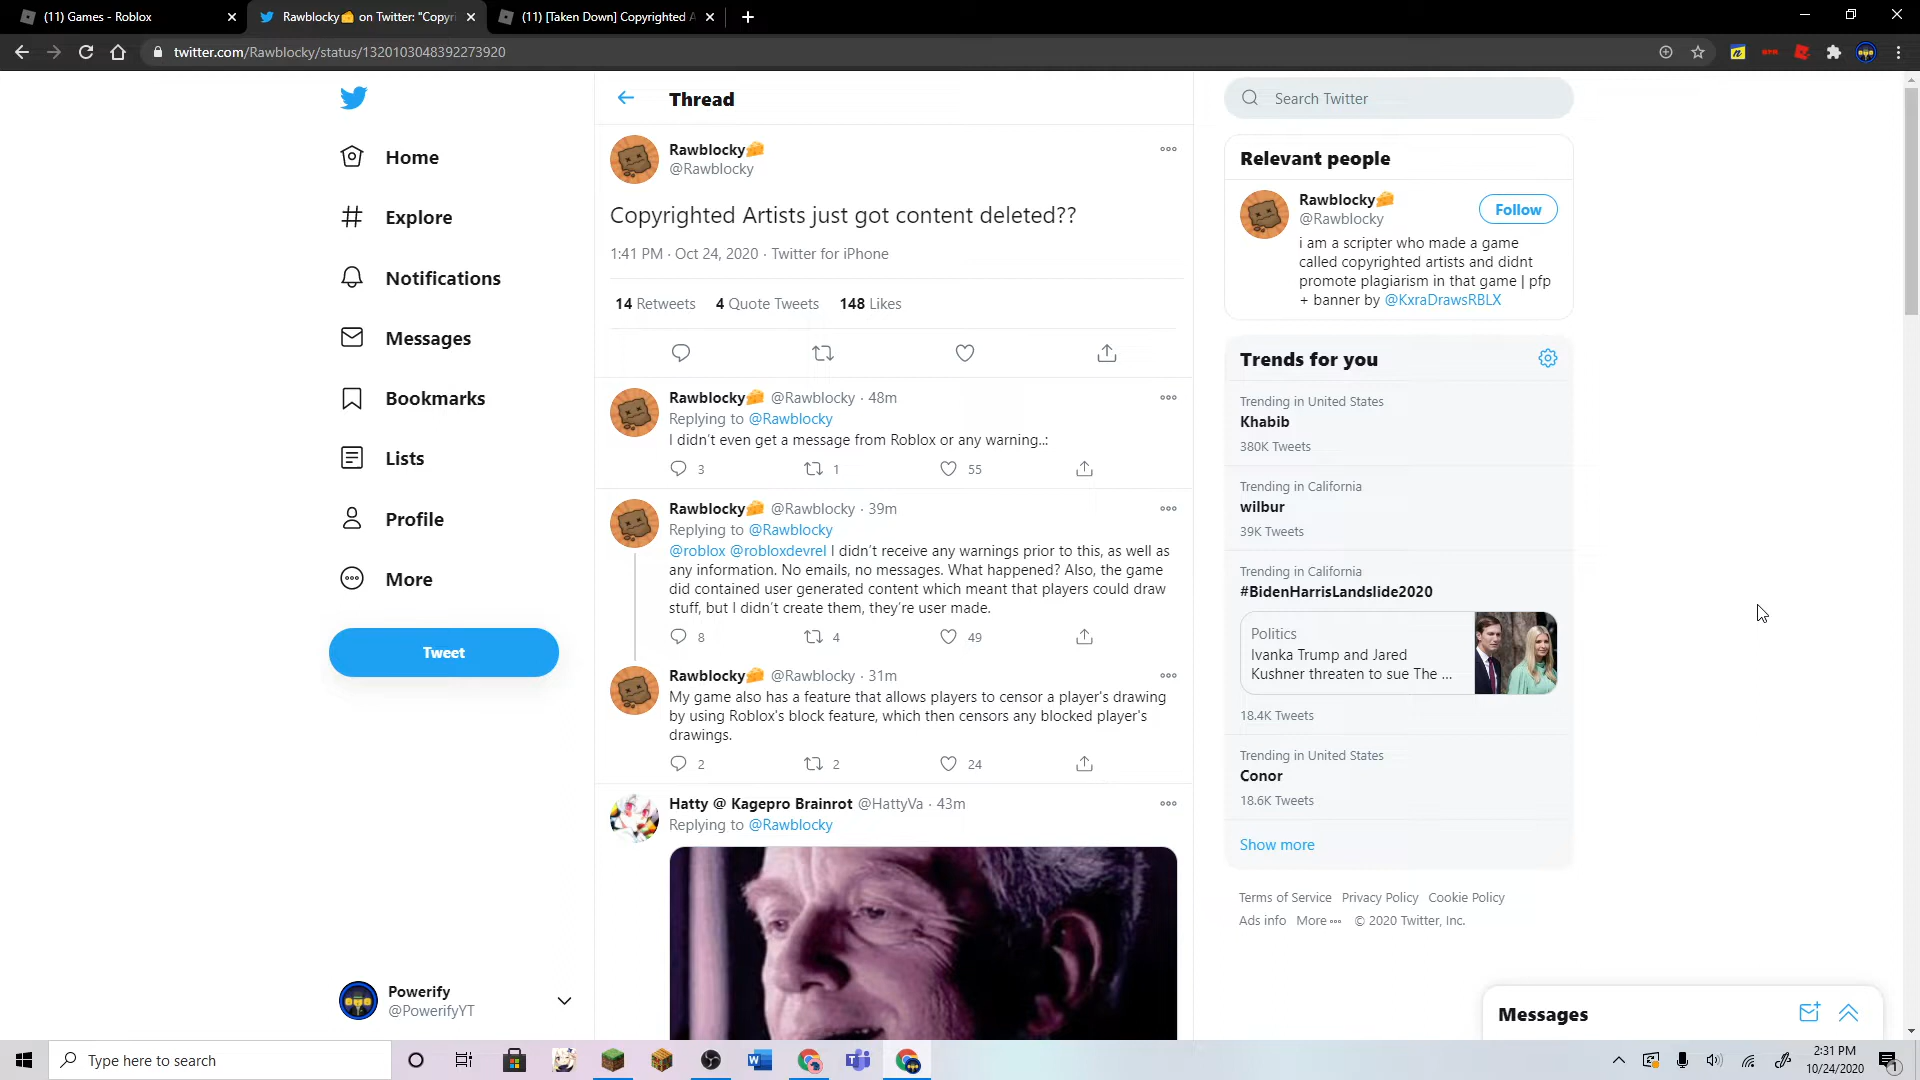 (11) Games - Roblox
Rawblocky🧀 on Twitter: "Copyri
(11) [Taken Down] Copyrighted A
twitter.com/Rawblocky/status/1320103048392273920
Home
Explore
Notifications
Messages
Bookmarks
Lists
Profile
More
Tweet
Powerify
@PowerifyYT
Thread
Rawblocky🧀
@Rawblocky
Copyrighted Artists just got content deleted??
1:41 PM · Oct 24, 2020 · Twitter for iPhone
14 Retweets 4 Quote Tweets 148 Likes
Rawblocky🧀 @Rawblocky · 48m
Replying to @Rawblocky
I didn't even get a message from Roblox or any warning..:
3 1 55
Rawblocky🧀 @Rawblocky · 39m
Replying to @Rawblocky
@roblox @robloxdevrel I didn't receive any warnings prior to this, as well as
any information. No emails, no messages. What happened? Also, the game
did contained user generated content which meant that players could draw
stuff, but I didn't create them, they're user made.
8 4 49
Rawblocky🧀 @Rawblocky · 31m
My game also has a feature that allows players to censor a player's drawing
by using Roblox's block feature, which then censors any blocked player's
drawings.
2 2 24
Hatty @ Kagepro Brainrot @HattyVa · 43m
Replying to @Rawblocky
Search Twitter
Relevant people
Rawblocky🧀
@Rawblocky
Follow
i am a scripter who made a game
called copyrighted artists and didnt
promote plagiarism in that game | pfp
+ banner by @KxraDrawsRBLX
Trends for you
Trending in United States
Khabib
380K Tweets
Trending in California
wilbur
39K Tweets
Trending in California
#BidenHarrisLandslide2020
Politics
Ivanka Trump and Jared
Kushner threaten to sue The ...
18.4K Tweets
Trending in United States
Conor
18.6K Tweets
Show more
Terms of Service Privacy Policy Cookie Policy
Ads info More © 2020 Twitter, Inc.
Messages
Type here to search
2:31 PM
10/24/2020
1